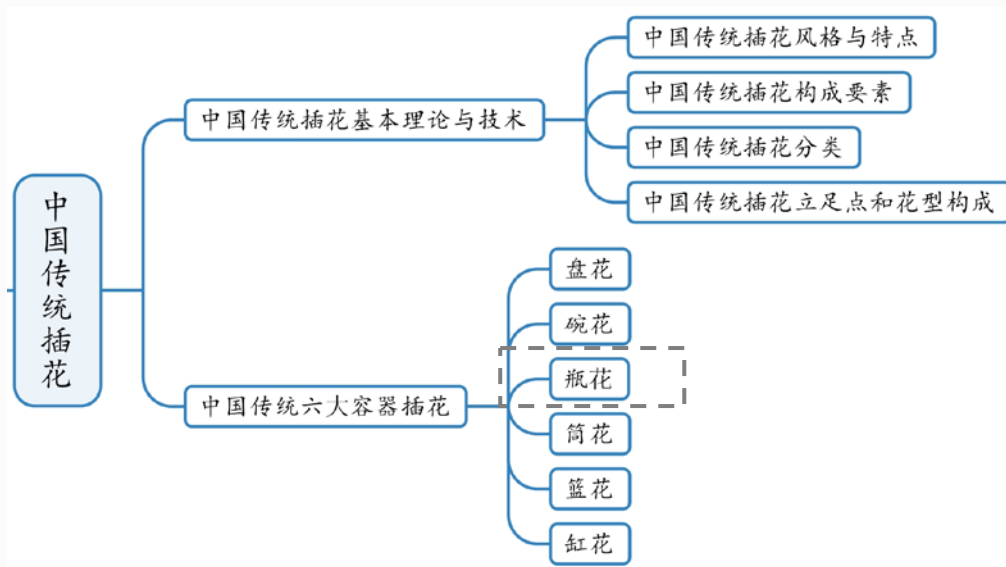 中国传统插花
中国传统插花基本理论与技术
中国传统插花风格与特点
中国传统插花构成要素
中国传统插花分类
中国传统插花立足点和花型构成
中国传统六大容器插花
盘花
碗花
瓶花
筒花
篮花
缸花